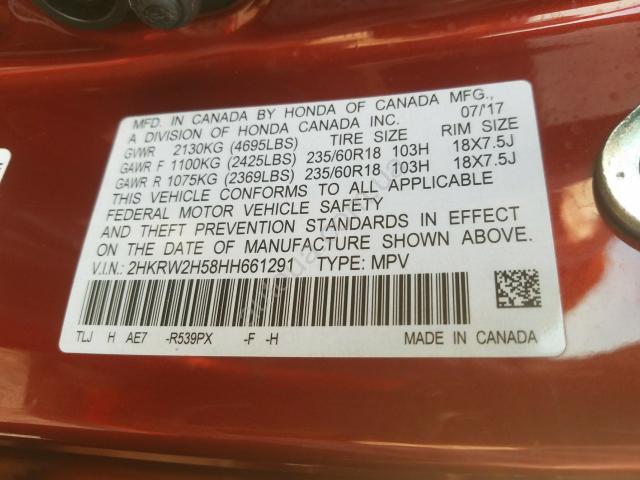 MFD. IN CANADA BY HONDA OF CANADA MFG.,
A DIVISION OF HONDA CANADA INC. 07/'17
GVWR 2130KG (4695LBS) TIRE SIZE RIM SIZE
GAWR F 1100KG (2425LBS) 235/60R18 103H 18X7.5J
GAWR R 1075KG (2369LBS) 235/60R18 103H 18X7.5J
THIS VEHICLE CONFORMS TO ALL APPLICABLE
FEDERAL MOTOR VEHICLE SAFETY
AND THEFT PREVENTION STANDARDS IN EFFECT
ON THE DATE OF MANUFACTURE SHOWN ABOVE.
V.I.N.: 2HKRW2H58HH661291 TYPE: MPV
TLJ H AE7 -R539PX -F -H MADE IN CANADA